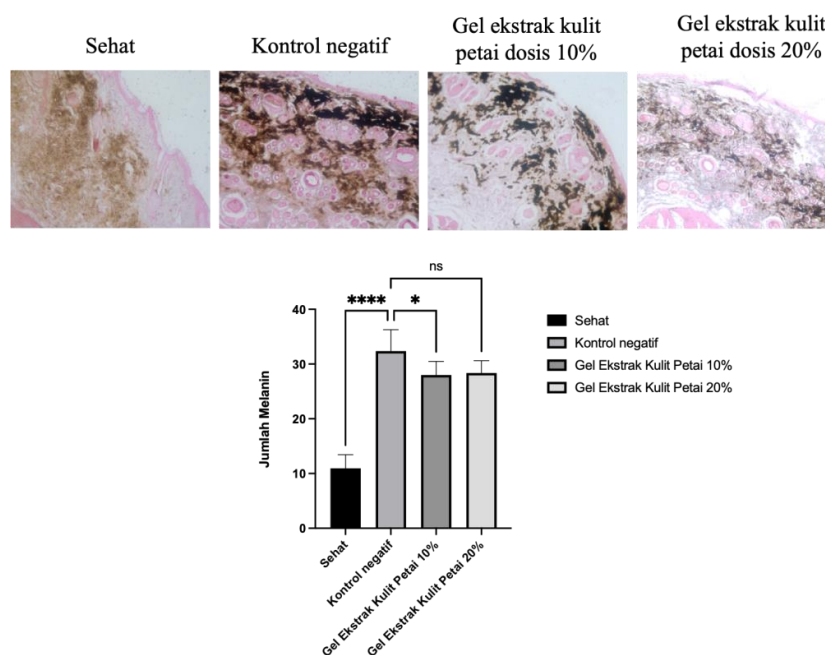 Sehat
Kontrol negatif
Gel ekstrak kulit
petai dosis 10%
Gel ekstrak kulit
petai dosis 20%
ns
****
*
40
30
20
10
0
Jumlah Melanin
Sehat
Kontrol negatif
Gel Ekstrak Kulit Petai 10%
Gel Ekstrak Kulit Petai 20%
Sehat
Kontrol negatif
Gel Ekstrak Kulit Petai 10%
Gel Ekstrak Kulit Petai 20%